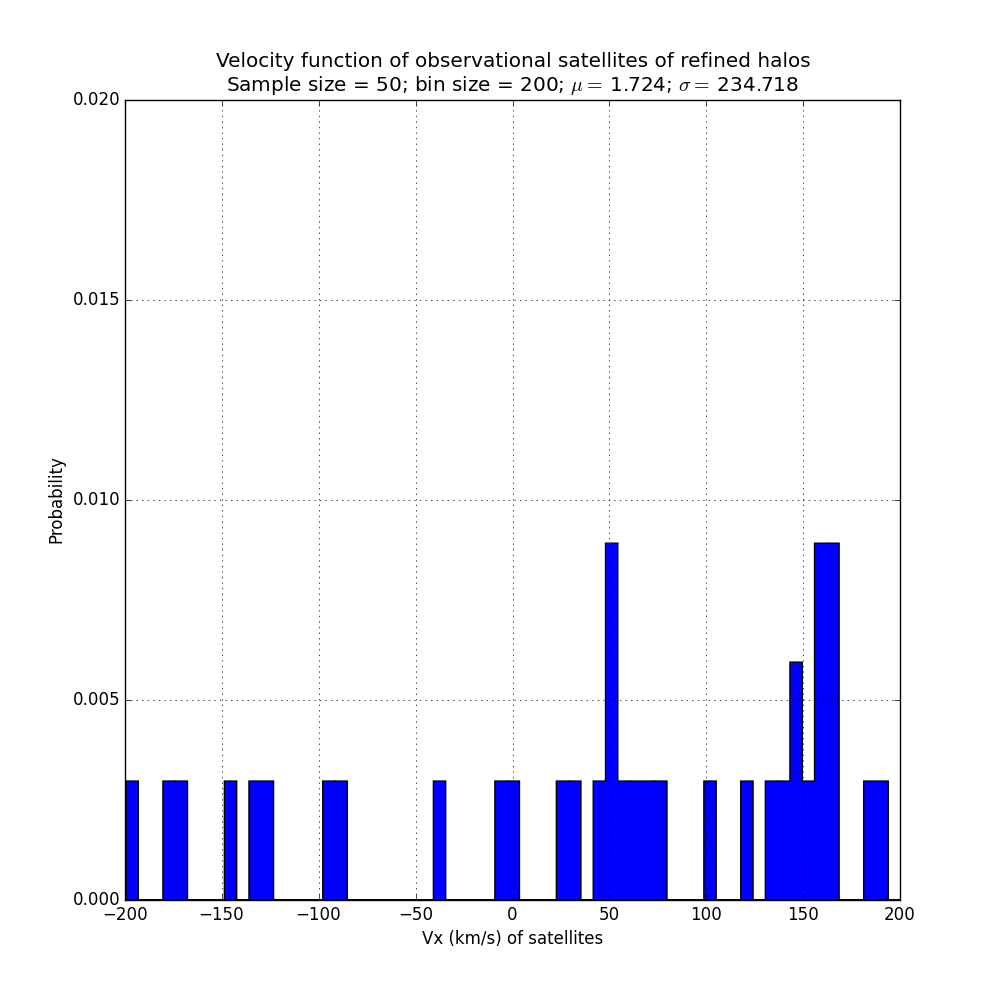 Velocity function of observational satellites of refined halos
Sample size = 50; bin size = 200; μ = 1.724; σ = 234.718
0.020
0.015
0.010
0.005
0.000
Probability
−200 −150 −100 −50 0 50 100 150 200
Vx (km/s) of satellites